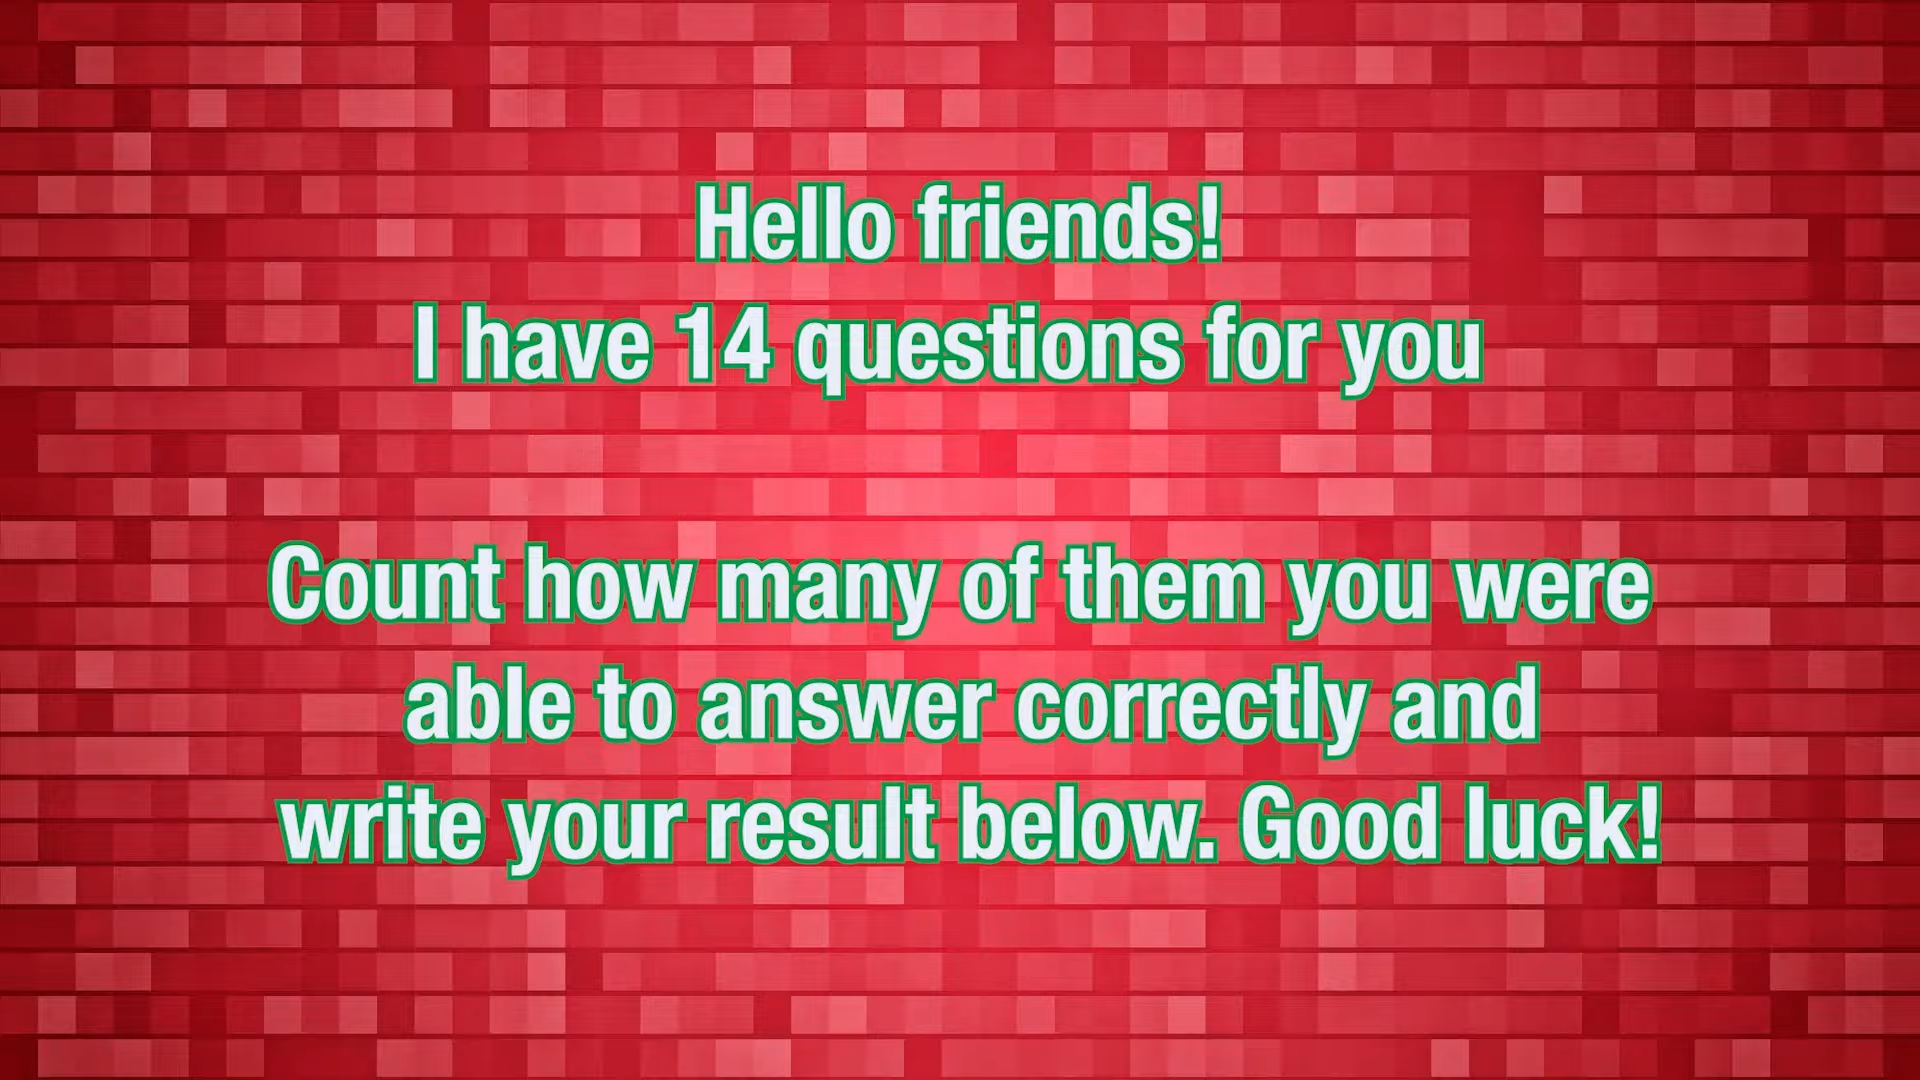 Hello friends!
I have 14 questions for you
Count how many of them you were
able to answer correctly and
write your result below. Good luck!